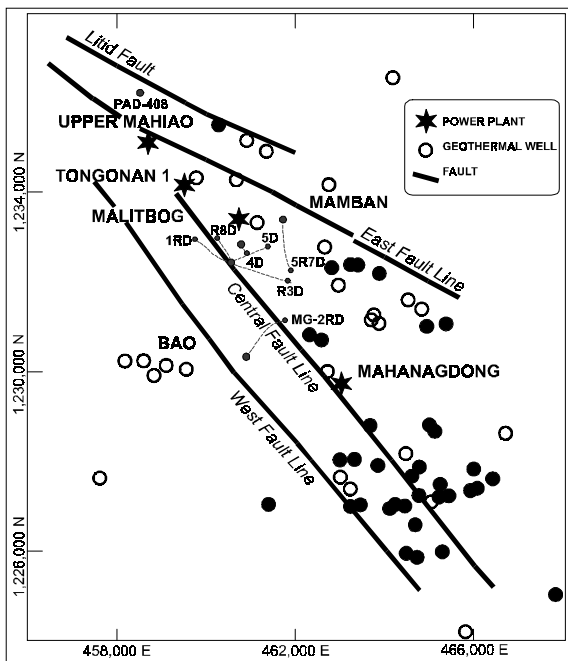 Litid Fault
PAD-408
UPPER MAHIAO
POWER PLANT
GEOTHERMAL WELL
FAULT
TONGONAN 1
1,234,000 N
MAMBAN
MALITBOG
R8D
1RD
5D
4D
East Fault Line
5R7D
R3D
MG-2RD
Central Fault Line
BAO
MAHANAGDONG
1,230,000 N
West Fault Line
1,226,000 N
458,000 E
462,000 E
466,000 E